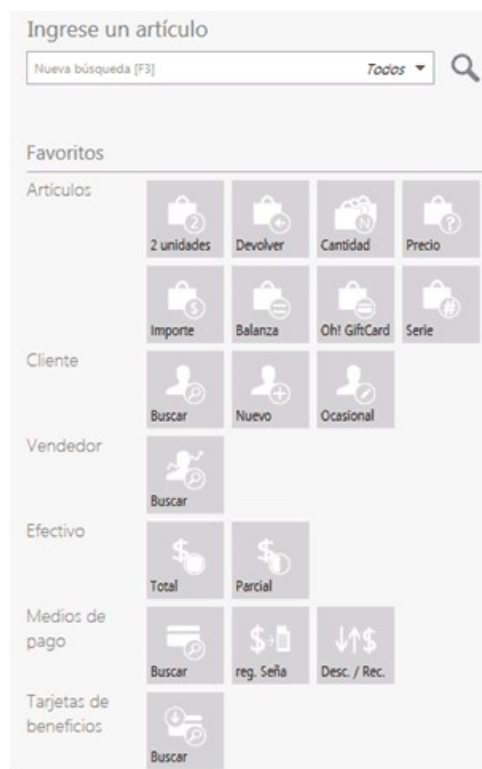 Ingrese un artículo
Nueva búsqueda [F3] Todos
Favoritos
Artículos
2 unidades Devolver Cantidad Precio
Importe Balanza Oh! GiftCard Serie
Cliente
Buscar Nuevo Ocasional
Vendedor
Buscar
Efectivo
Total Parcial
Medios de
pago
Buscar reg. Seña Desc. / Rec.
Tarjetas de
beneficios
Buscar